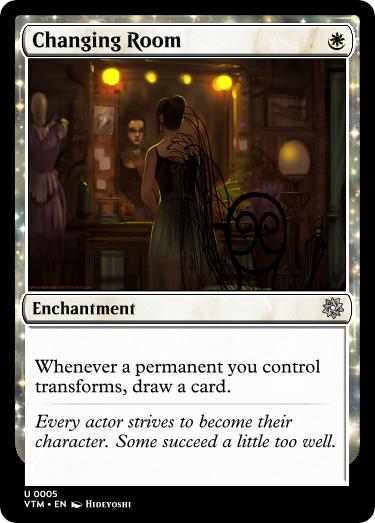 Changing Room
Enchantment
Whenever a permanent you control
transforms, draw a card.
Every actor strives to become their
character. Some succeed a little too well.
U 0005
VTM • EN Hideyoshi